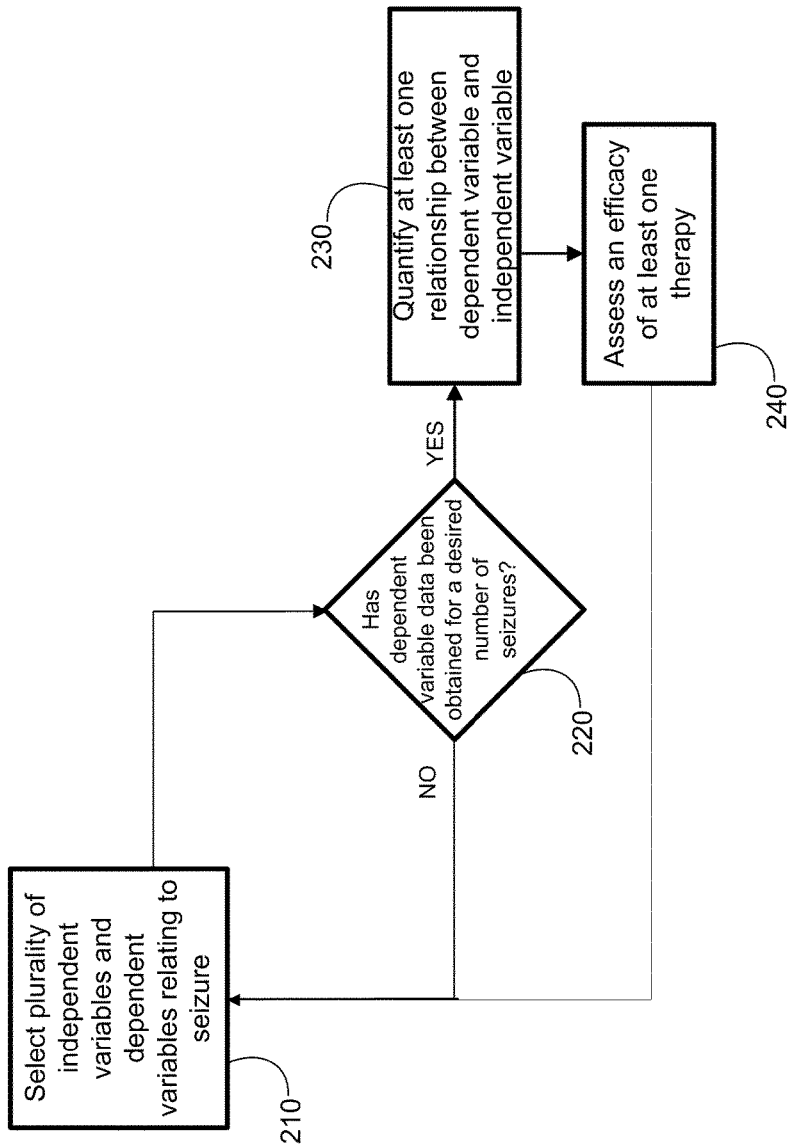 Select plurality of
independent
variables and
dependent
variables relating to
seizure
210
Has
dependent
variable data been
obtained for a desired
number of
seizures?
220
NO
YES
Quantify at least one
relationship between
dependent variable and
independent variable
230
Assess an efficacy
of at least one
therapy
240